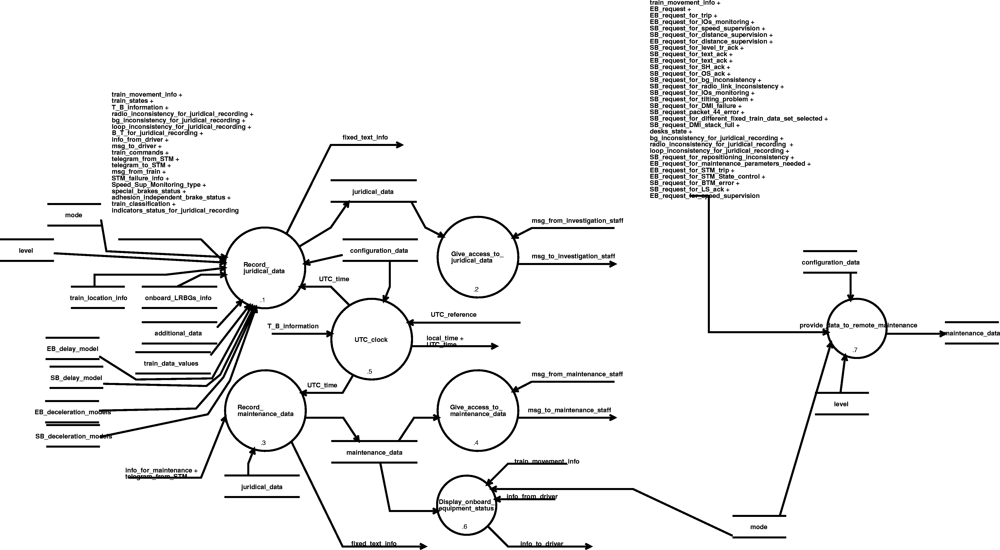 train_movement_info +
EB_request +
EB_request_for_trip +
EB_request_for_IOs_monitoring +
SB_request_for_speed_supervision +
SB_request_for_distance_supervision +
EB_request_for_distance_supervision +
SB_request_for_level_tr_ack +
SB_request_for_text_ack +
EB_request_for_text_ack +
SB_request_for_SH_ack +
SB_request_for_OS_ack +
SB_request_for_bg_inconsistency +
SB_request_for_radio_link_inconsistency +
SB_request_for_IOs_monitoring +
SB_request_for_tilting_problem +
SB_request_for_DMI_failure +
SB_request_packet_44_error +
SB_request_for_different_fixed_train_data_set_selected +
SB_request_DMI_stack_full +
desks_state +
bg_inconsistency_for_juridical_recording +
radio_inconsistency_for_juridical_recording  +
loop_inconsistency_for_juridical_recording +
SB_request_for_repositioning_inconsistency +
EB_request_for_maintenance_parameters_needed +
EB_request_for_STM_trip +
EB_request_for_STM_State_control +
SB_request_for_BTM_error +
SB_request_for_LS_ack +
EB_request_for_speed_supervision
train_movement_info +
train_states +
T_B_information +
radio_inconsistency_for_juridical_recording +
bg_inconsistency_for_juridical_recording +
loop_inconsistency_for_juridical_recording +
B_T_for_juridical_recording +
info_from_driver +
msg_to_driver +
train_commands +
telegram_from_STM +
telegram_to_STM +
msg_from_train +
STM_failure_info +
Speed_Sup_Monitoring_type +
special_brakes_status +
adhesion_independent_brake_status +
train_classification +
indicators_status_for_juridical_recording
fixed_text_info
juridical_data
mode
level
configuration_data
Record_
juridical_data
.1
Give_access_to_
juridical_data
.2
msg_from_investigation_staff
msg_to_investigation_staff
UTC_time
train_location_info
onboard_LRBGs_info
additional_data
train_data_values
EB_delay_model
SB_delay_model
EB_deceleration_models
SB_deceleration_models
T_B_information
UTC_reference
UTC_clock
.5
local_time +
UTC_time
UTC_time
Record_
maintenance_data
.3
Give_access_to_
maintenance_data
.4
msg_from_maintenance_staff
msg_to_maintenance_staff
maintenance_data
info_for_maintenance +
telegram_from_STM
juridical_data
train_movement_info
info_from_driver
Display_onboard_
equipment_status
.6
fixed_text_info
info_to_driver
configuration_data
provide_data_to_remote_maintenance
.7
maintenance_data
level
mode